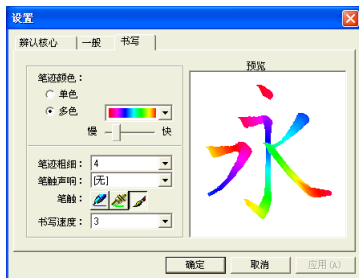 设置
辨认核心 一般 书写
笔迹颜色：
单色
多色
慢 快
笔迹粗细： 4
笔触声响： [无]
笔触：
书写速度： 3
预览
永
确定 取消 应用(A)